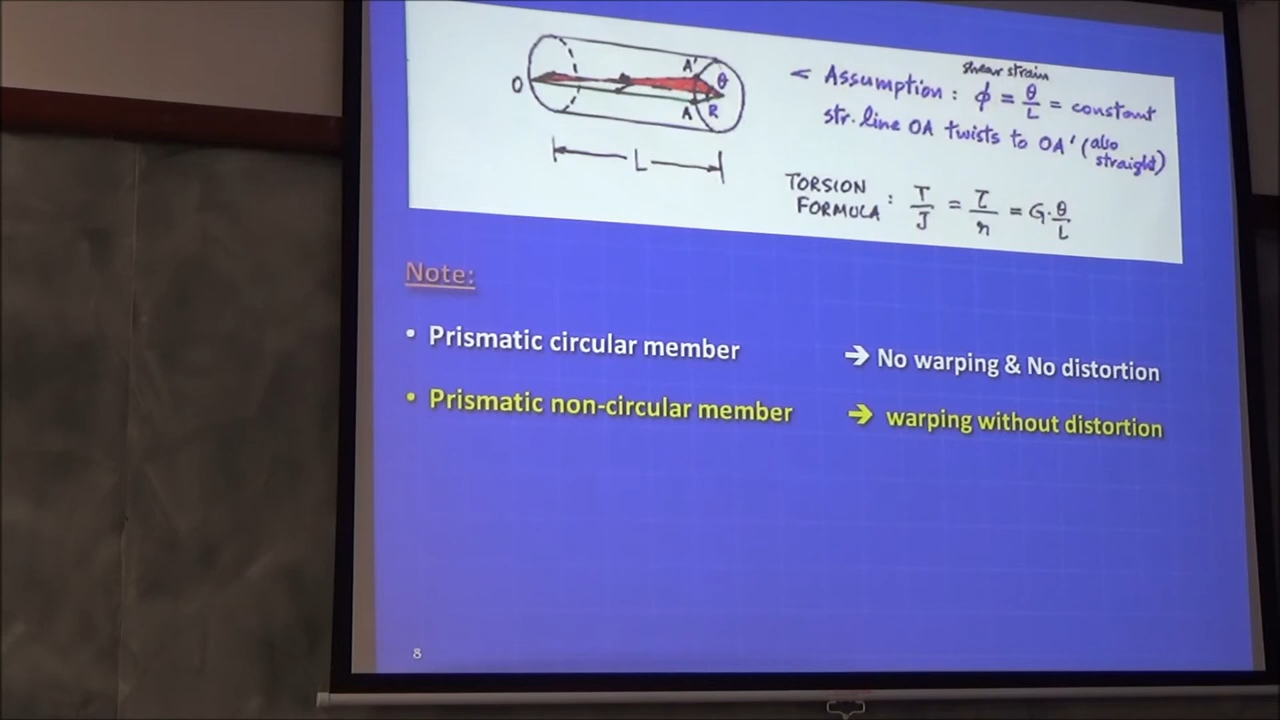 O
A'
θ
A
R
L
shear strain
< Assumption : ϕ = θ/L = constant
str. line OA twists to OA' (also straight)
TORSION FORMULA : T/J = τ/r = G·θ/L
Note:
• Prismatic circular member → No warping & No distortion
• Prismatic non-circular member → warping without distortion
8